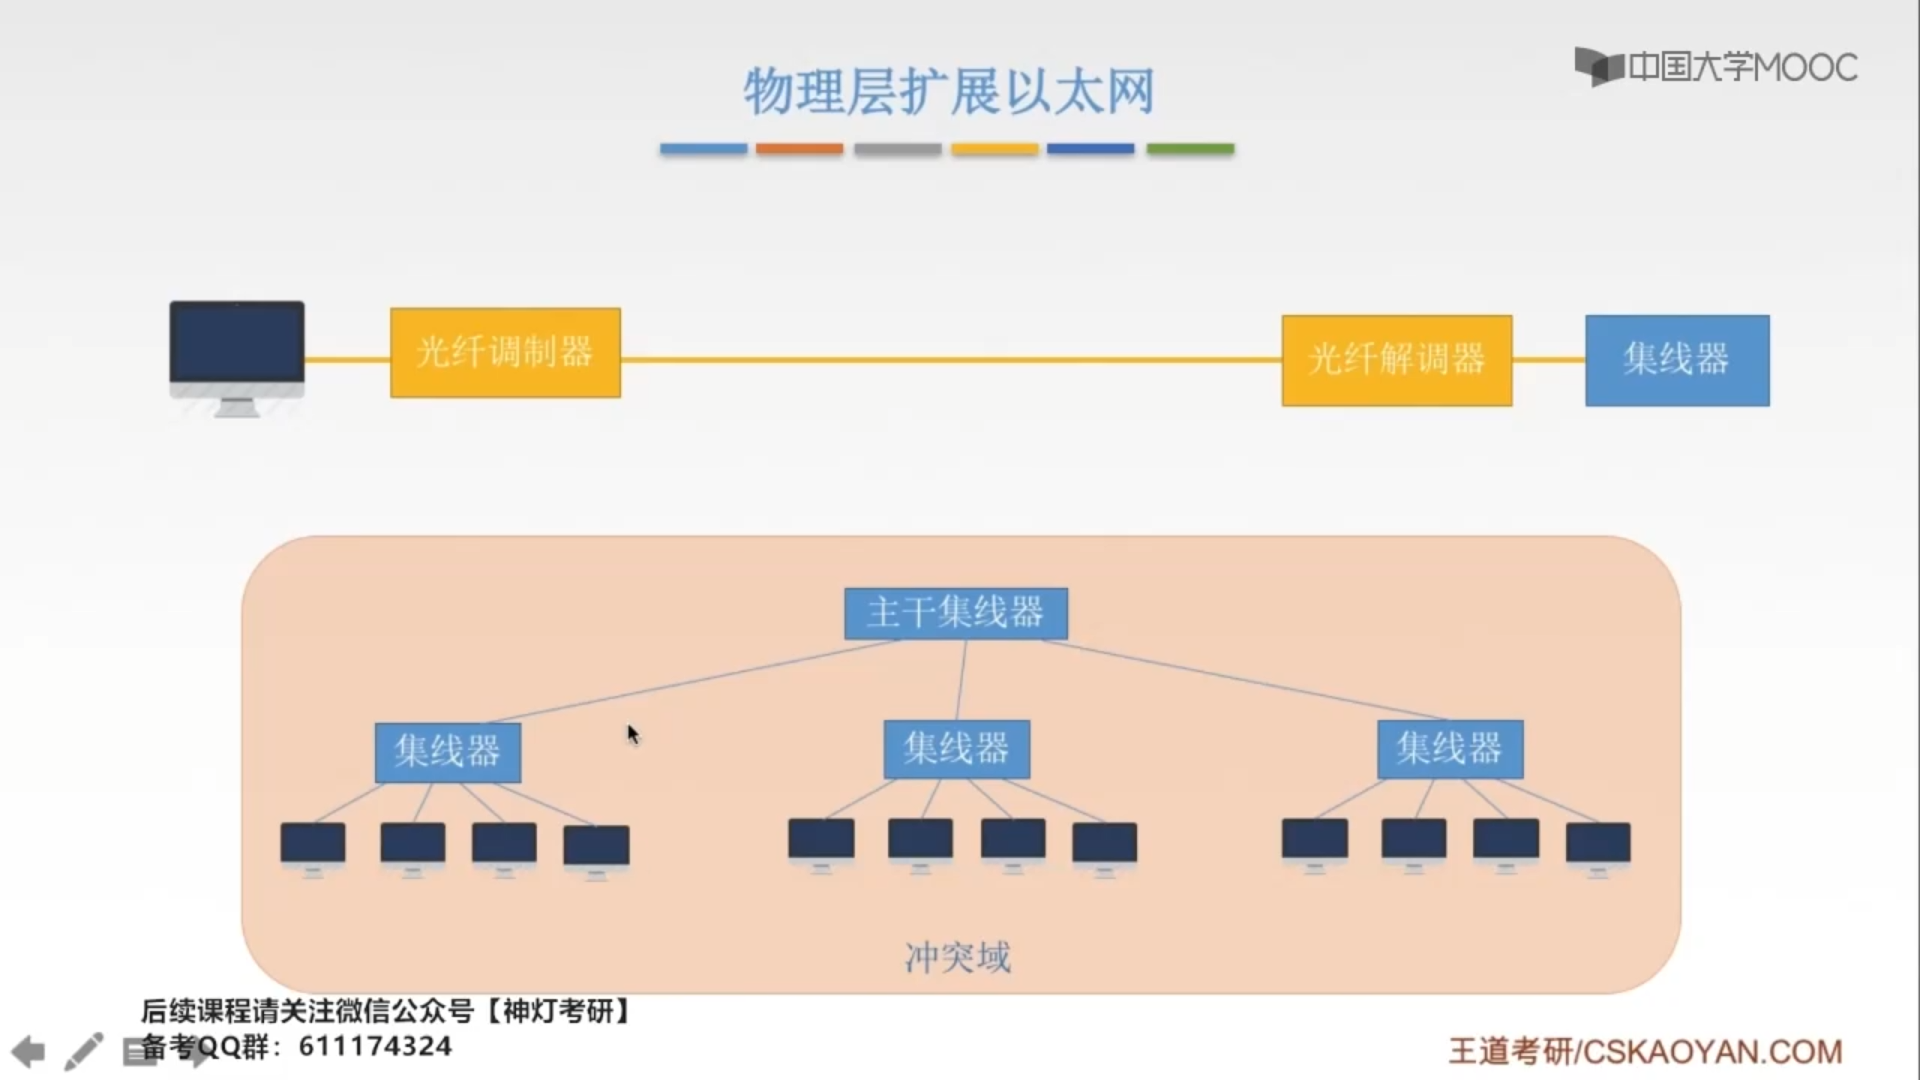 物理层扩展以太网
中国大学MOOC
光纤调制器
光纤解调器
集线器
主干集线器
集线器
集线器
集线器
冲突域
后续课程请关注微信公众号【神灯考研】
备考QQ群：611174324
王道考研/CSKAOYAN.COM